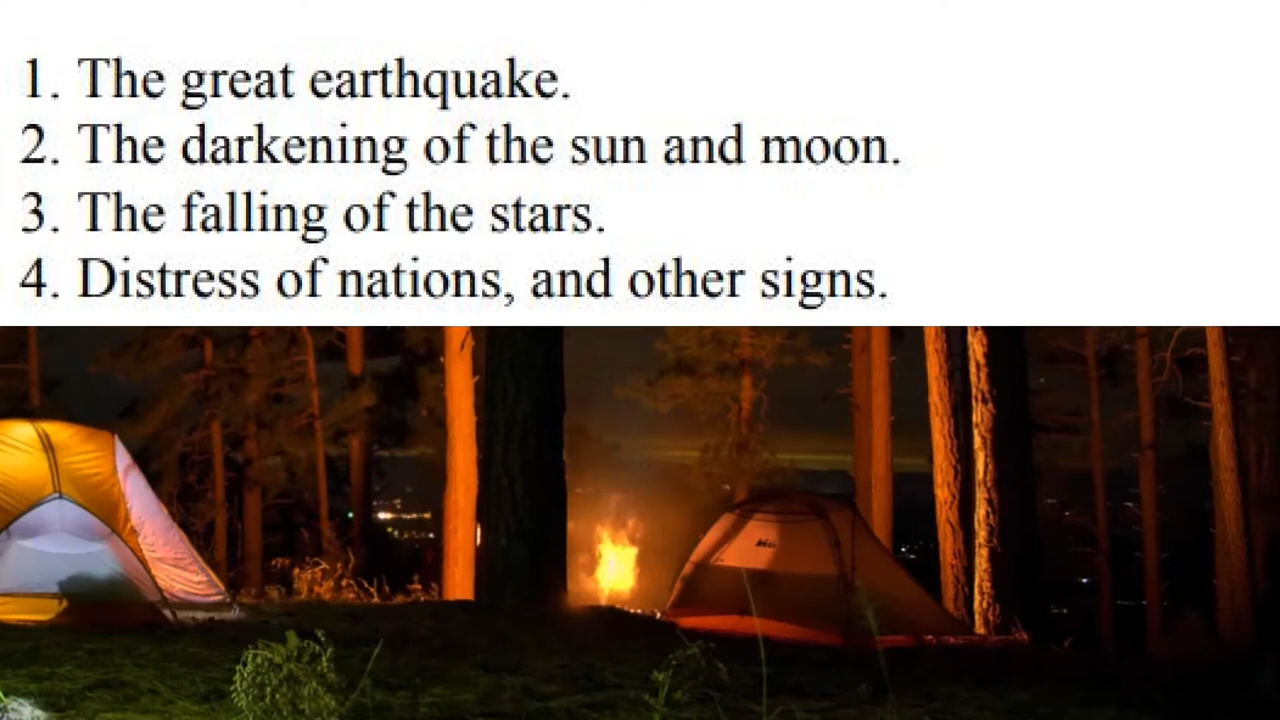 1. The great earthquake.
2. The darkening of the sun and moon.
3. The falling of the stars.
4. Distress of nations, and other signs.